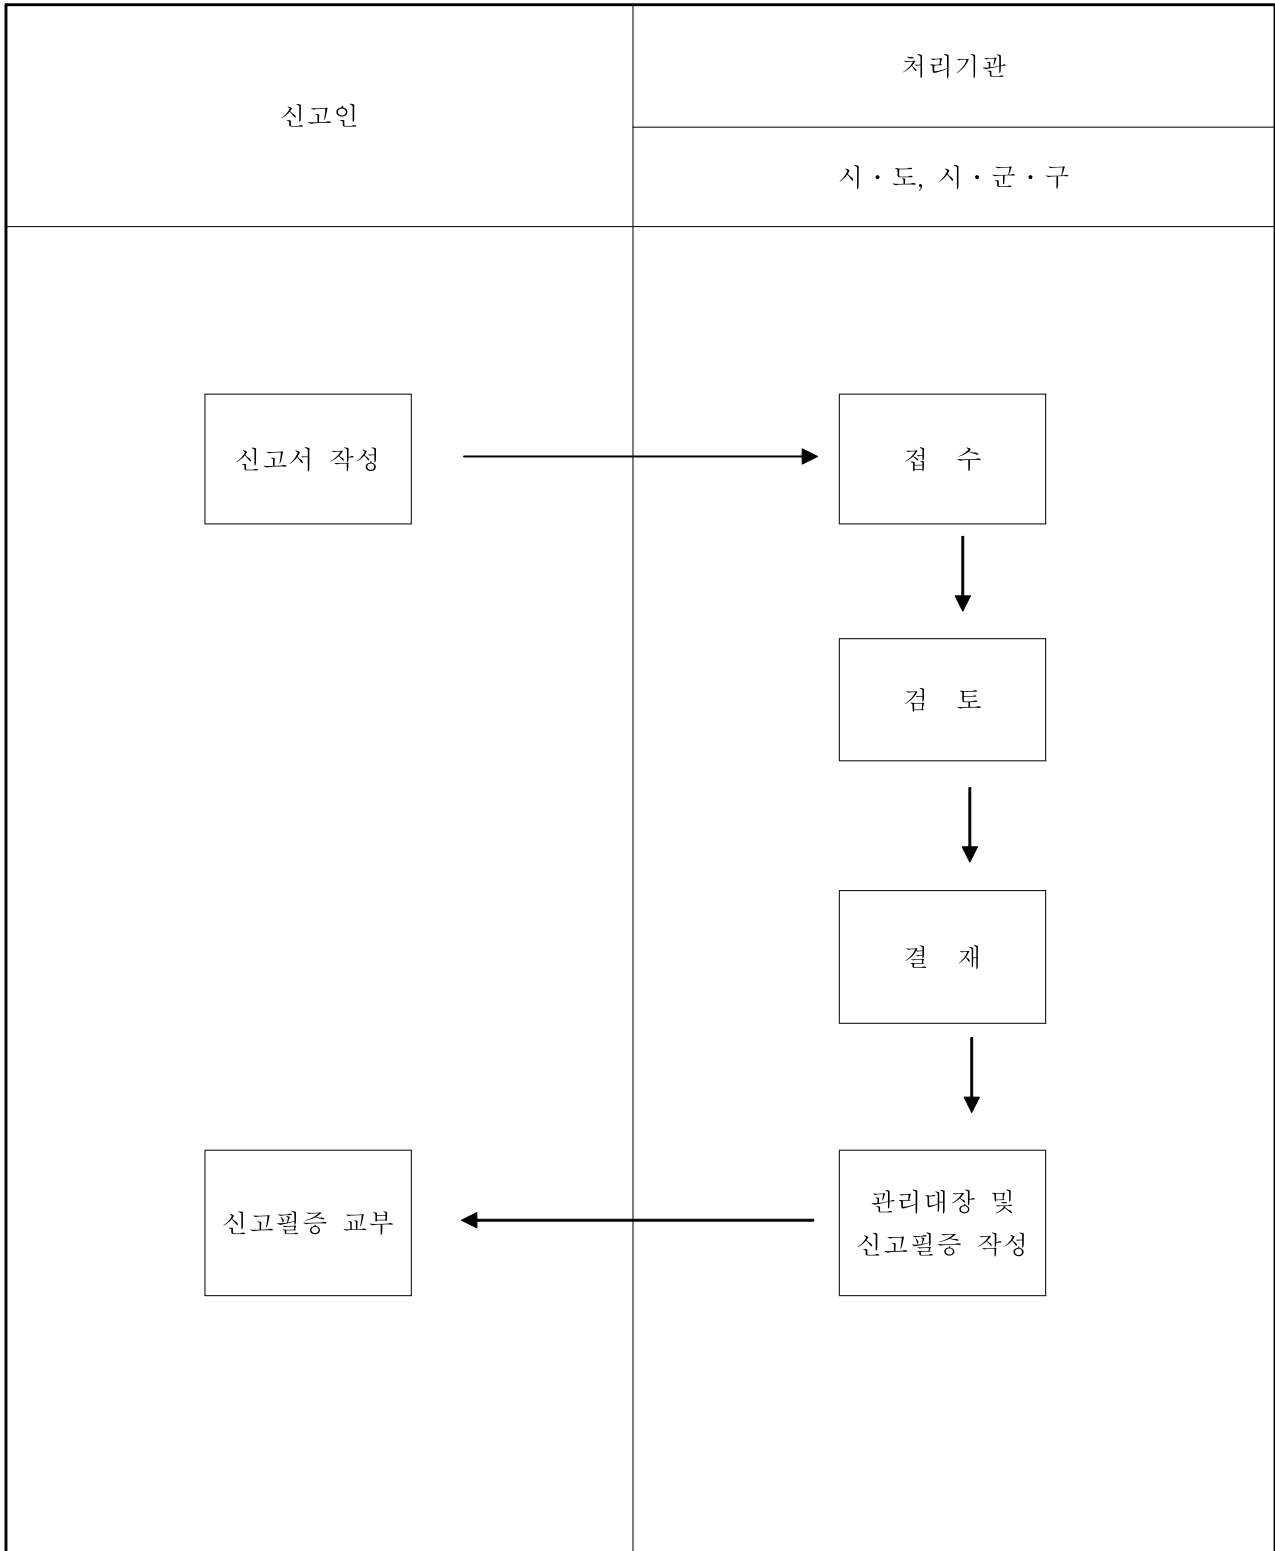 신고인
처리기관
시·도, 시·군·구
신고서 작성
접 수
검 토
결 재
관리대장 및
신고필증 작성
신고필증 교부